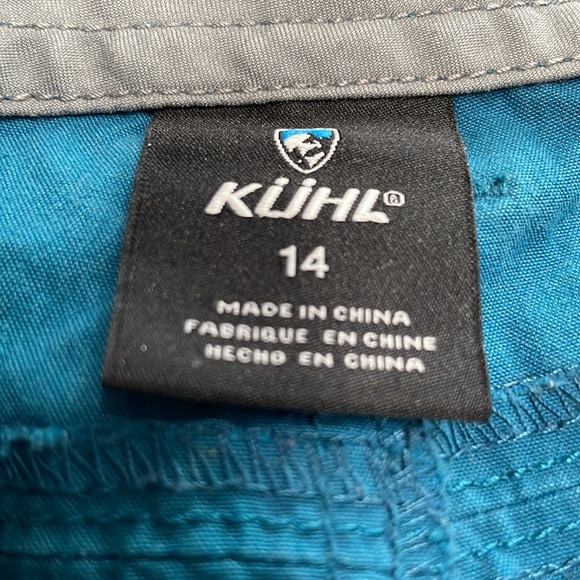 KÜHL®
14
MADE IN CHINA
FABRIQUE EN CHINE
HECHO EN CHINA